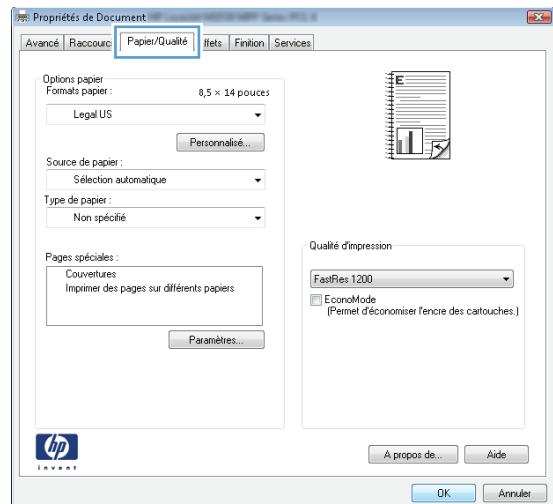 Propriétés de Document
Avancé Raccourc Papier/Qualité ffets Finition Services
Options papier
Formats papier : 8,5 × 14 pouces
Legal US
Personnalisé...
Source de papier :
Sélection automatique
Type de papier :
Non spécifié
Pages spéciales :
Couvertures
Imprimer des pages sur différents papiers
Paramètres...
E
Qualité d'impression
FastRes 1200
EconoMode
(Permet d'économiser l'encre des cartouches.)
hp
invent
A propos de... Aide
OK Annuler